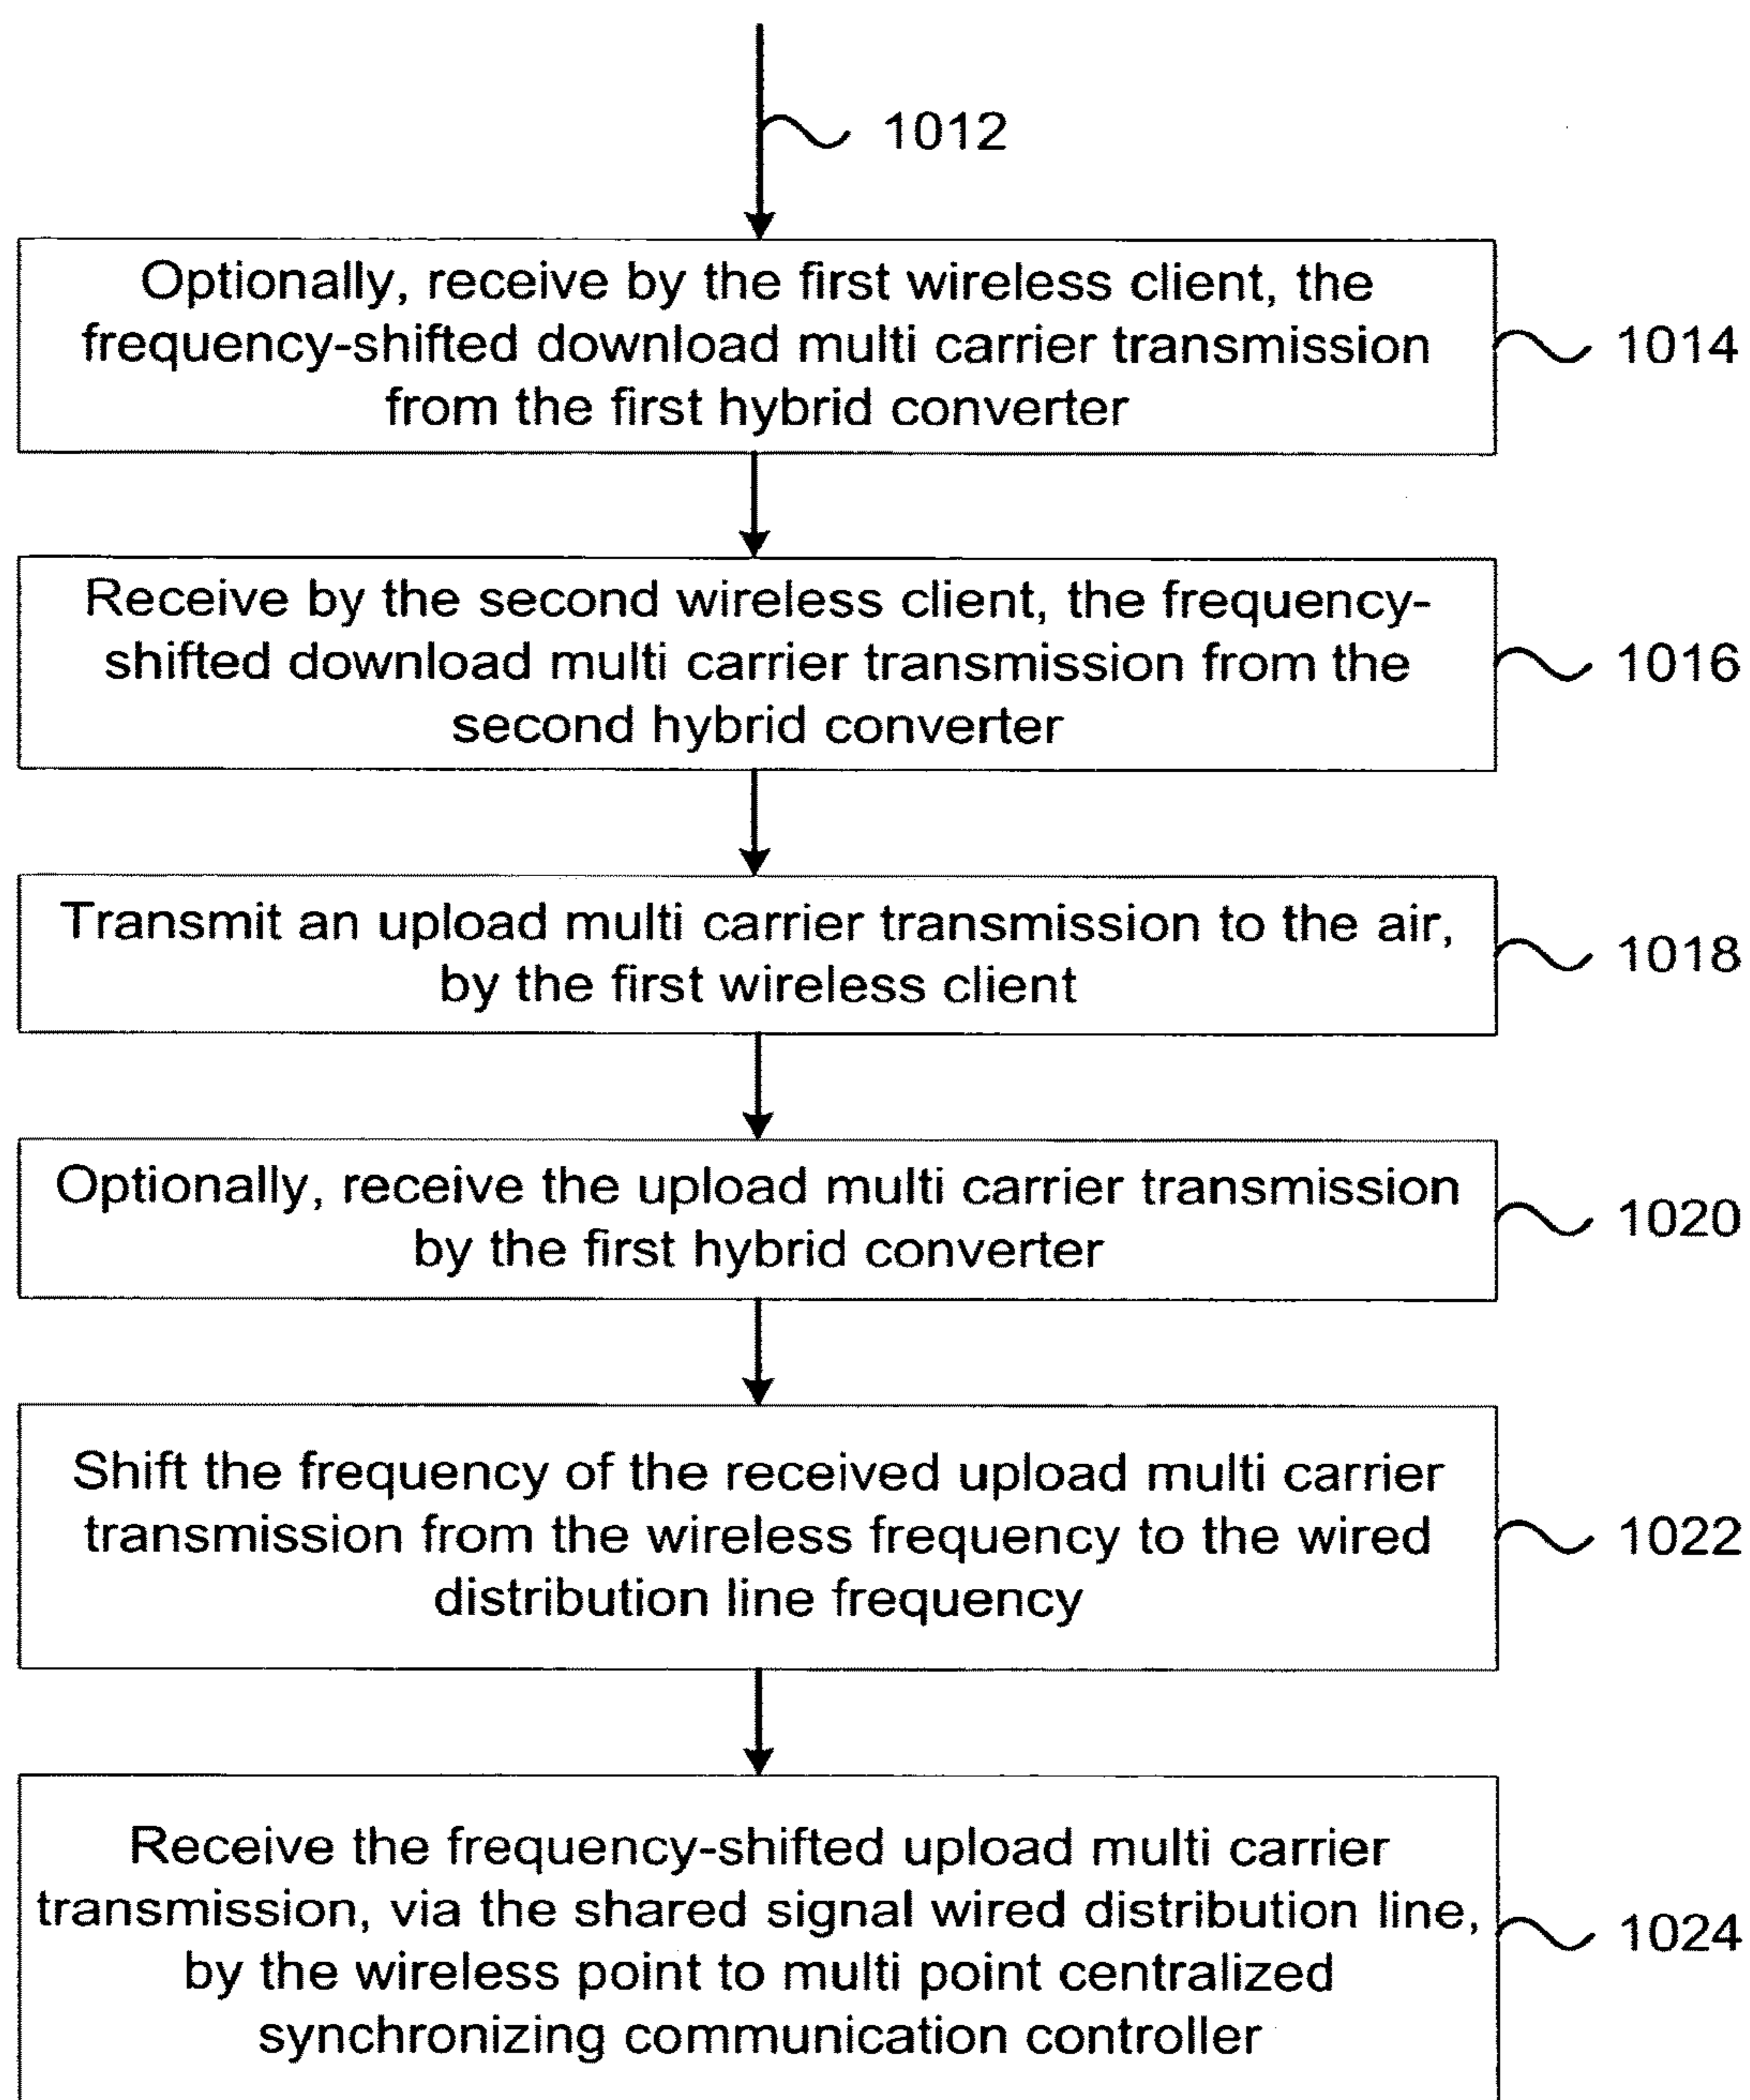 1012
Optionally, receive by the first wireless client, the
frequency-shifted download multi carrier transmission
from the first hybrid converter
1014
Receive by the second wireless client, the frequency-
shifted download multi carrier transmission from the
second hybrid converter
1016
Transmit an upload multi carrier transmission to the air,
by the first wireless client
1018
Optionally, receive the upload multi carrier transmission
by the first hybrid converter
1020
Shift the frequency of the received upload multi carrier
transmission from the wireless frequency to the wired
distribution line frequency
1022
Receive the frequency-shifted upload multi carrier
transmission, via the shared signal wired distribution line,
by the wireless point to multi point centralized
synchronizing communication controller
1024